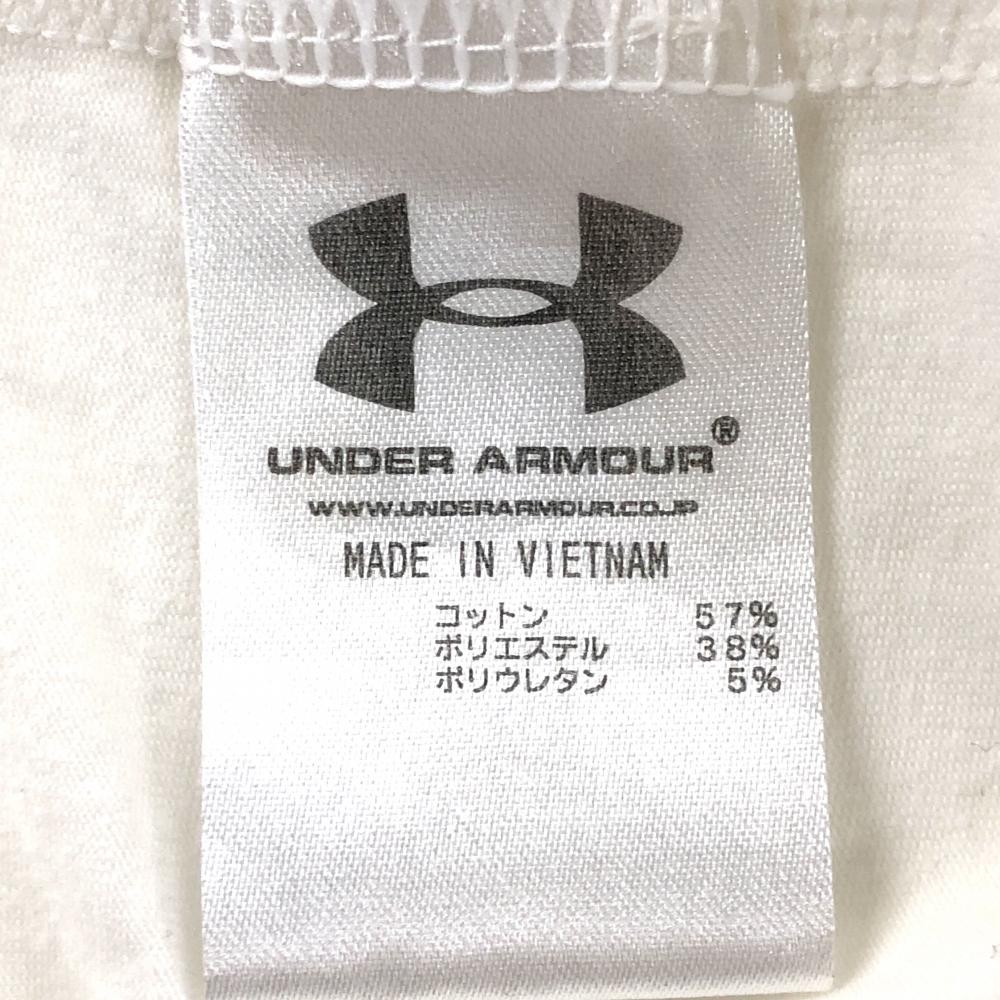 UNDER ARMOUR®
WWW.UNDERARMOUR.CO.JP
MADE IN VIETNAM
コットン 57%
ポリエステル 38%
ポリウレタン 5%